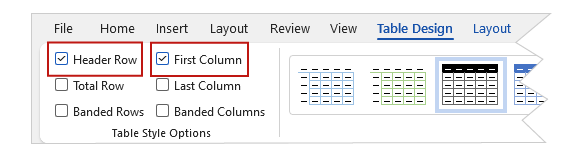 File Home Insert Layout Review View Table Design Layout
Header Row First Column
Total Row Last Column
Banded Rows Banded Columns
Table Style Options